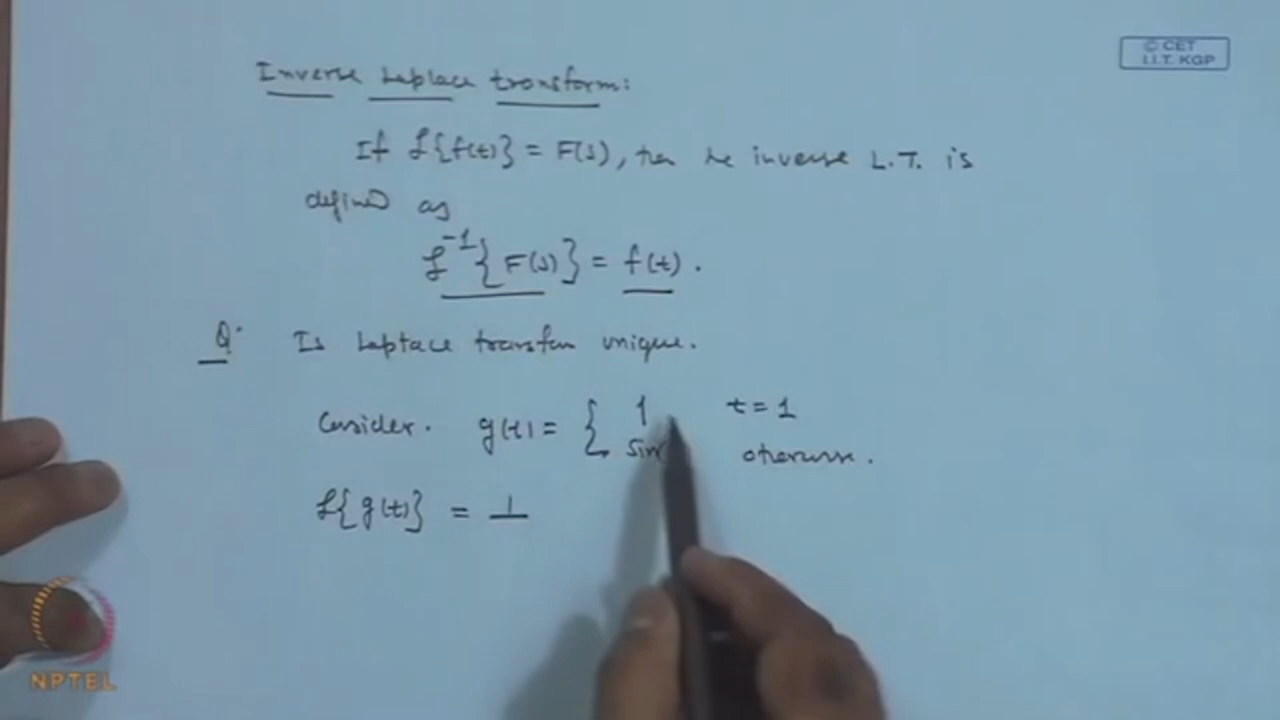 © CET
I.I.T. KGP
Inverse Laplace transform:
If ℒ{f(t)} = F(s), then the inverse L.T. is
defined as
ℒ⁻¹{F(s)} = f(t).
Q. Is Laplace transform unique.
Consider. g(t) = { 1 t = 1
sin otherwise.
ℒ{g(t)} = 1
NPTEL